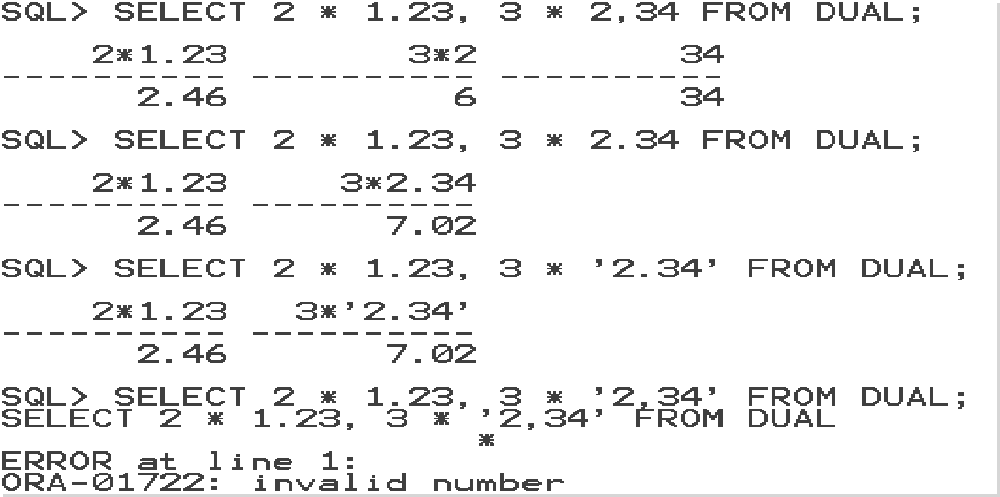 SQL> SELECT 2 * 1.23, 3 * 2,34 FROM DUAL;
2*1.23 3*2 34
---------- ---------- ----------
2.46 6 34
SQL> SELECT 2 * 1.23, 3 * 2.34 FROM DUAL;
2*1.23 3*2.34
---------- ----------
2.46 7.02
SQL> SELECT 2 * 1.23, 3 * '2.34' FROM DUAL;
2*1.23 3*'2.34'
---------- ----------
2.46 7.02
SQL> SELECT 2 * 1.23, 3 * '2,34' FROM DUAL;
SELECT 2 * 1.23, 3 * '2,34' FROM DUAL
*
ERROR at line 1:
ORA-01722: invalid number